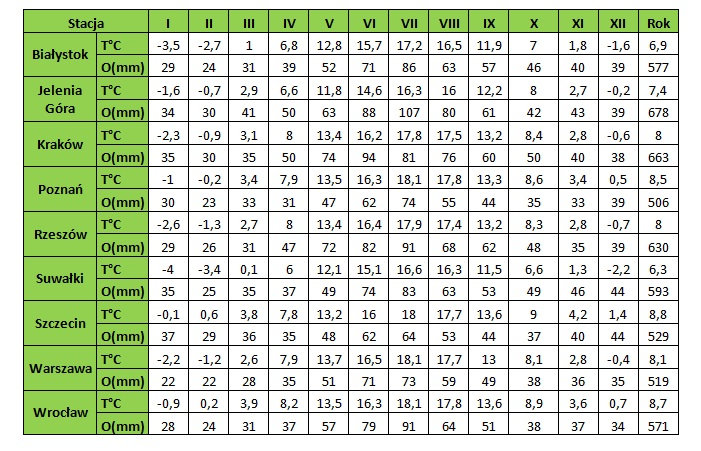 Stacja I II III IV V VI VII VIII IX X XI XII Rok
Białystok T°C -3,5 -2,7 1 6,8 12,8 15,7 17,2 16,5 11,9 7 1,8 -1,6 6,9
O(mm) 29 24 31 39 52 71 86 63 57 46 40 39 577
Jelenia Góra T°C -1,6 -0,7 2,9 6,6 11,8 14,6 16,3 16 12,2 8 2,7 -0,2 7,4
O(mm) 34 30 41 50 63 88 107 80 61 42 43 39 678
Kraków T°C -2,3 -0,9 3,1 8 13,4 16,2 17,8 17,5 13,2 8,4 2,8 -0,6 8
O(mm) 35 30 35 50 74 94 81 76 60 50 40 38 663
Poznań T°C -1 -0,2 3,4 7,9 13,5 16,3 18,1 17,8 13,3 8,6 3,4 0,5 8,5
O(mm) 30 23 33 31 47 62 74 55 44 35 33 39 506
Rzeszów T°C -2,6 -1,3 2,7 8 13,4 16,4 17,9 17,4 13,2 8,3 2,8 -0,7 8
O(mm) 29 26 31 47 72 82 91 68 62 48 35 39 630
Suwałki T°C -4 -3,4 0,1 6 12,1 15,1 16,6 16,3 11,5 6,6 1,3 -2,2 6,3
O(mm) 35 25 35 37 49 74 83 63 53 49 46 44 593
Szczecin T°C -0,1 0,6 3,8 7,8 13,2 16 18 17,7 13,6 9 4,2 1,4 8,8
O(mm) 37 29 36 35 48 62 64 53 44 37 40 44 529
Warszawa T°C -2,2 -1,2 2,6 7,9 13,7 16,5 18,1 17,7 13 8,1 2,8 -0,4 8,1
O(mm) 22 22 28 35 51 71 73 59 49 38 36 35 519
Wrocław T°C -0,9 0,2 3,9 8,2 13,5 16,3 18,1 17,8 13,6 8,9 3,6 0,7 8,7
O(mm) 28 24 31 37 57 79 91 64 51 38 37 34 571